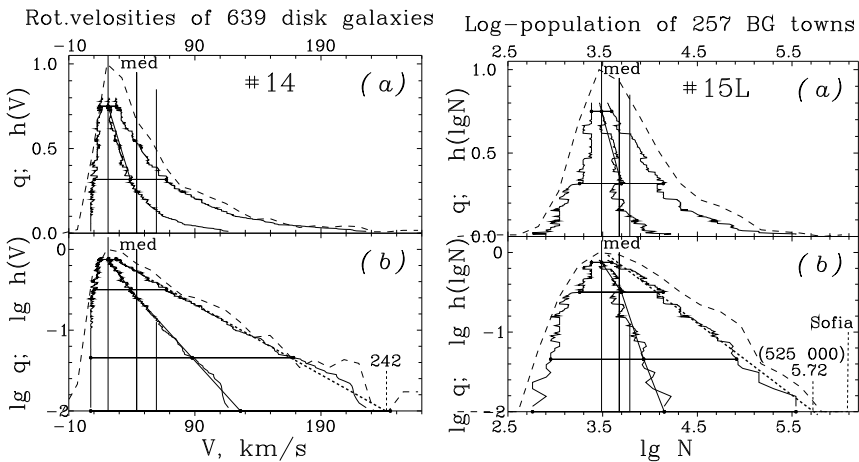 Rot.velosities of 639 disk galaxies
-10 90 190
med
#14
(a)
1.0
0.5
0.0
q; h(V)
med
(b)
0
-1
-2
lg q; lg h(V)
242
-10 90 190
V, km/s
Log-population of 257 BG towns
2.5 3.5 4.5 5.5
med
#15L
(a)
1.0
0.5
0.0
q; h(lgN)
med
(b)
0
-1
-2
lg q; lg h(lgN)
Sofia
(525 000)
5.72
2.5 3.5 4.5 5.5
lg N